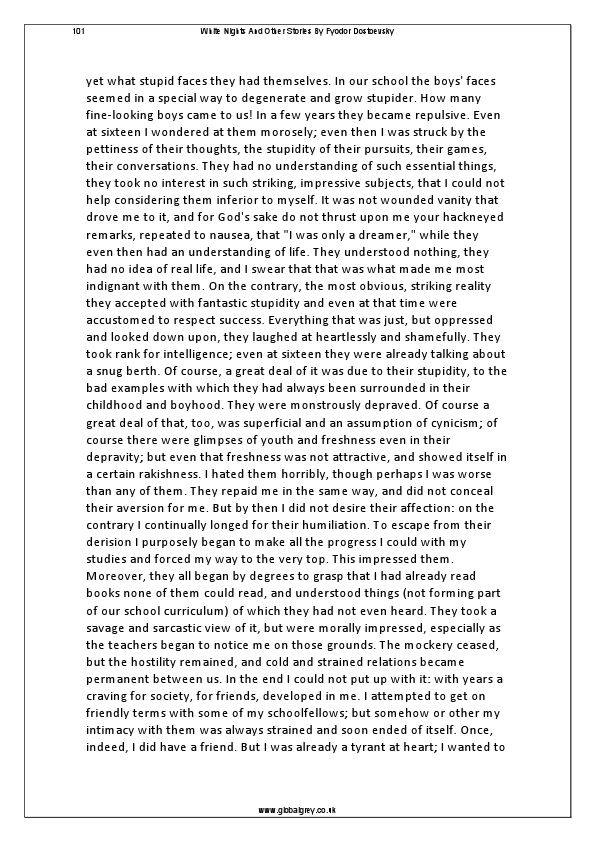 101 White Nights And Other Stories By Fyodor Dostoevsky
yet what stupid faces they had themselves. In our school the boys' faces
seemed in a special way to degenerate and grow stupider. How many
fine-looking boys came to us! In a few years they became repulsive. Even
at sixteen I wondered at them morosely; even then I was struck by the
pettiness of their thoughts, the stupidity of their pursuits, their games,
their conversations. They had no understanding of such essential things,
they took no interest in such striking, impressive subjects, that I could not
help considering them inferior to myself. It was not wounded vanity that
drove me to it, and for God's sake do not thrust upon me your hackneyed
remarks, repeated to nausea, that "I was only a dreamer," while they
even then had an understanding of life. They understood nothing, they
had no idea of real life, and I swear that that was what made me most
indignant with them. On the contrary, the most obvious, striking reality
they accepted with fantastic stupidity and even at that time were
accustomed to respect success. Everything that was just, but oppressed
and looked down upon, they laughed at heartlessly and shamefully. They
took rank for intelligence; even at sixteen they were already talking about
a snug berth. Of course, a great deal of it was due to their stupidity, to the
bad examples with which they had always been surrounded in their
childhood and boyhood. They were monstrously depraved. Of course a
great deal of that, too, was superficial and an assumption of cynicism; of
course there were glimpses of youth and freshness even in their
depravity; but even that freshness was not attractive, and showed itself in
a certain rakishness. I hated them horribly, though perhaps I was worse
than any of them. They repaid me in the same way, and did not conceal
their aversion for me. But by then I did not desire their affection: on the
contrary I continually longed for their humiliation. To escape from their
derision I purposely began to make all the progress I could with my
studies and forced my way to the very top. This impressed them.
Moreover, they all began by degrees to grasp that I had already read
books none of them could read, and understood things (not forming part
of our school curriculum) of which they had not even heard. They took a
savage and sarcastic view of it, but were morally impressed, especially as
the teachers began to notice me on those grounds. The mockery ceased,
but the hostility remained, and cold and strained relations became
permanent between us. In the end I could not put up with it: with years a
craving for society, for friends, developed in me. I attempted to get on
friendly terms with some of my schoolfellows; but somehow or other my
intimacy with them was always strained and soon ended of itself. Once,
indeed, I did have a friend. But I was already a tyrant at heart; I wanted to
www.globalgrey.co.uk